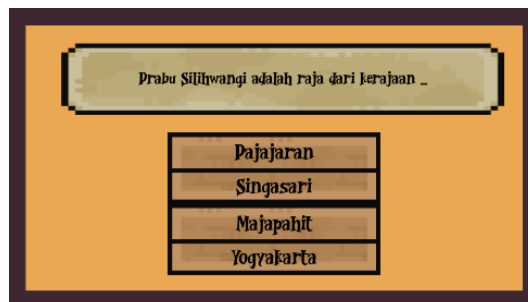 Prabu Silihwangi adalah raja dari kerajaan _
Pajajaran
Singasari
Majapahit
Yogyakarta